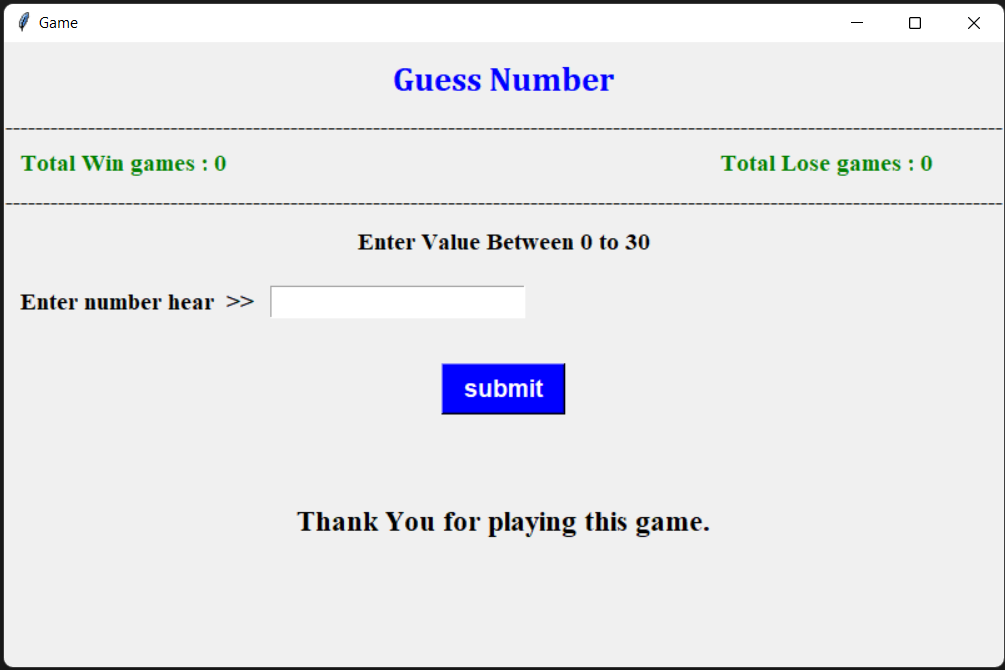 Game
Guess Number
Total Win games : 0 Total Lose games : 0
Enter Value Between 0 to 30
Enter number hear >>
submit
Thank You for playing this game.